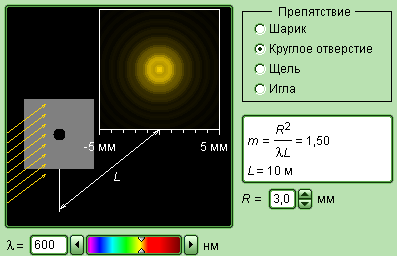 Препятствие
Шарик
Круглое отверстие
Щель
Игла
-5 мм 5 мм
L
m = R²/λL = 1,50
L = 10 м
R = 3,0 мм
λ = 600 нм